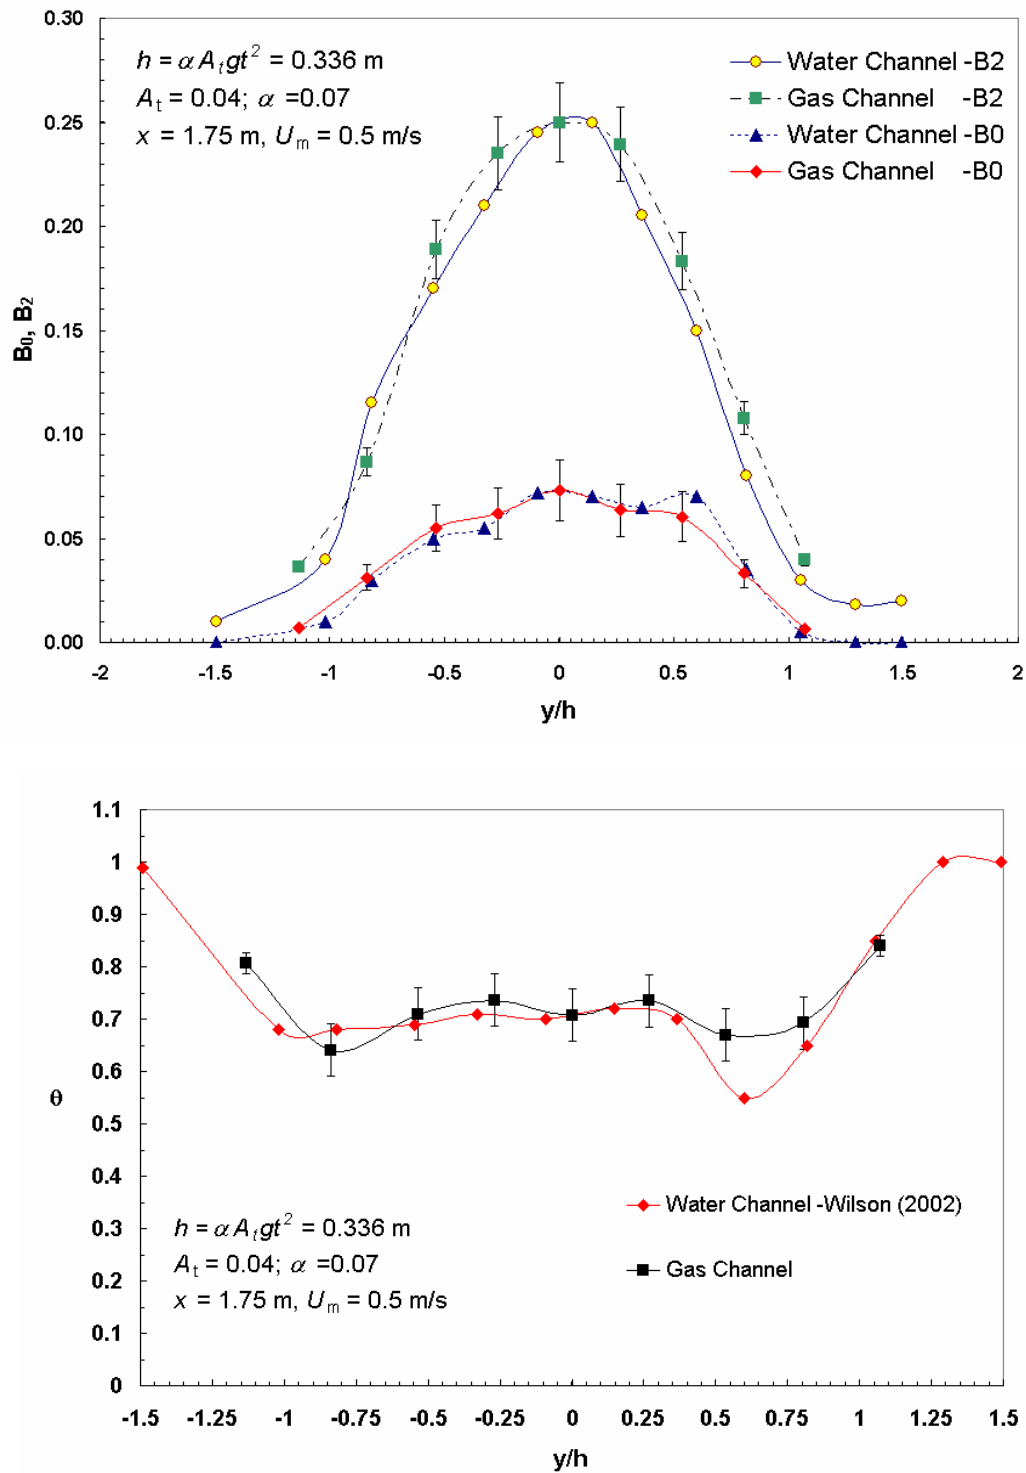 0.30
0.25
0.20
0.15
0.10
0.05
0.00
B₀, B₂
h = α Aₜgt² = 0.336 m
Aₜ = 0.04; α =0.07
x = 1.75 m, Uₘ = 0.5 m/s
Water Channel -B2
Gas Channel -B2
Water Channel -B0
Gas Channel -B0
-2 -1.5 -1 -0.5 0 0.5 1 1.5 2
y/h
1.1
1
0.9
0.8
0.7
0.6
0.5
0.4
0.3
0.2
0.1
0
θ
Water Channel -Wilson (2002)
Gas Channel
h = α Aₜgt² = 0.336 m
Aₜ = 0.04; α =0.07
x = 1.75 m, Uₘ = 0.5 m/s
-1.5 -1.25 -1 -0.75 -0.5 -0.25 0 0.25 0.5 0.75 1 1.25 1.5
y/h